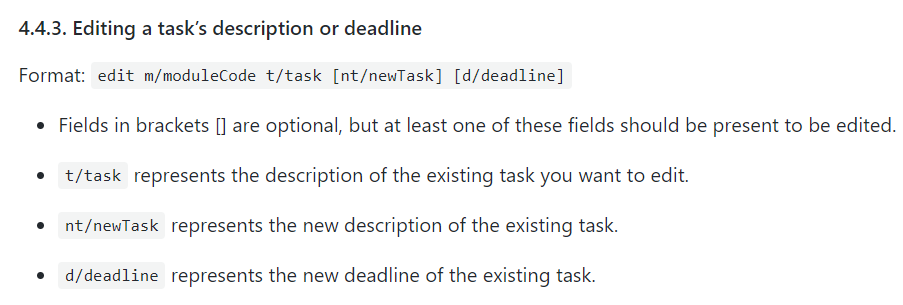 4.4.3. Editing a task’s description or deadline
Format: edit m/moduleCode t/task [nt/newTask] [d/deadline]
• Fields in brackets [] are optional, but at least one of these fields should be present to be edited.
• t/task represents the description of the existing task you want to edit.
• nt/newTask represents the new description of the existing task.
• d/deadline represents the new deadline of the existing task.